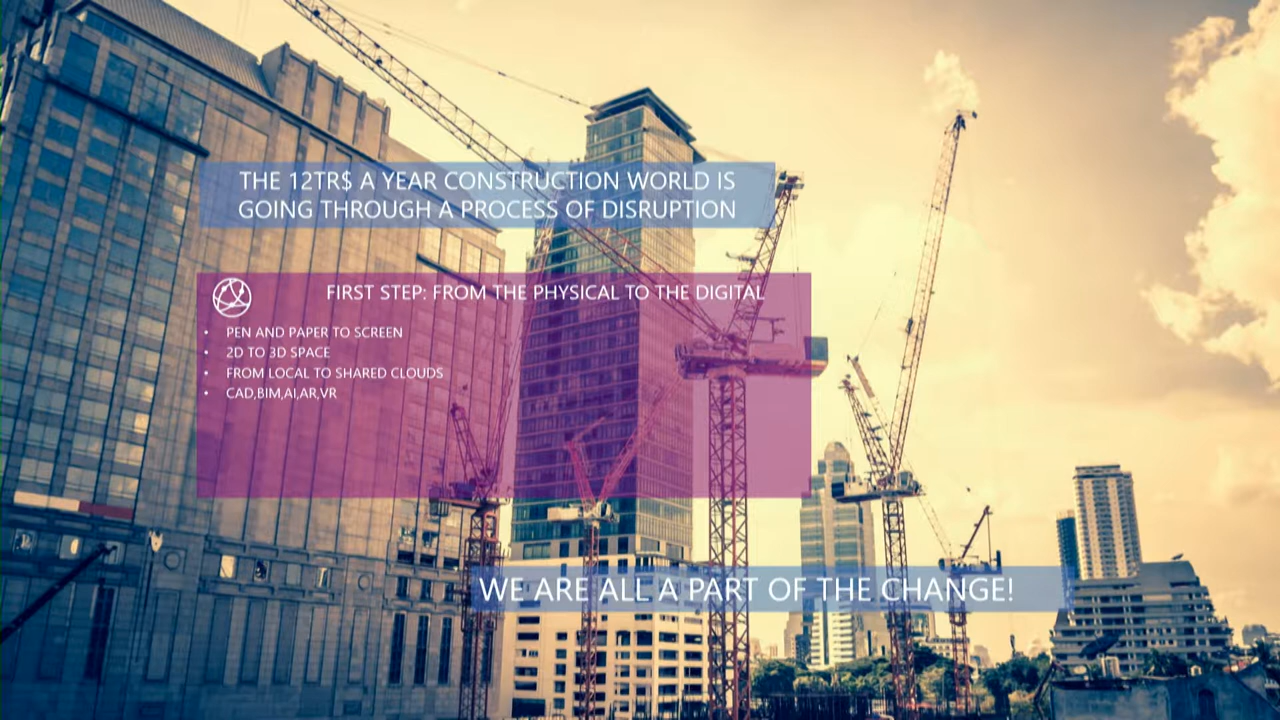 THE 12TR$ A YEAR CONSTRUCTION WORLD IS
GOING THROUGH A PROCESS OF DISRUPTION
FIRST STEP: FROM THE PHYSICAL TO THE DIGITAL
• PEN AND PAPER TO SCREEN
• 2D TO 3D SPACE
• FROM LOCAL TO SHARED CLOUDS
• CAD,BIM,AI,AR,VR
WE ARE ALL A PART OF THE CHANGE!